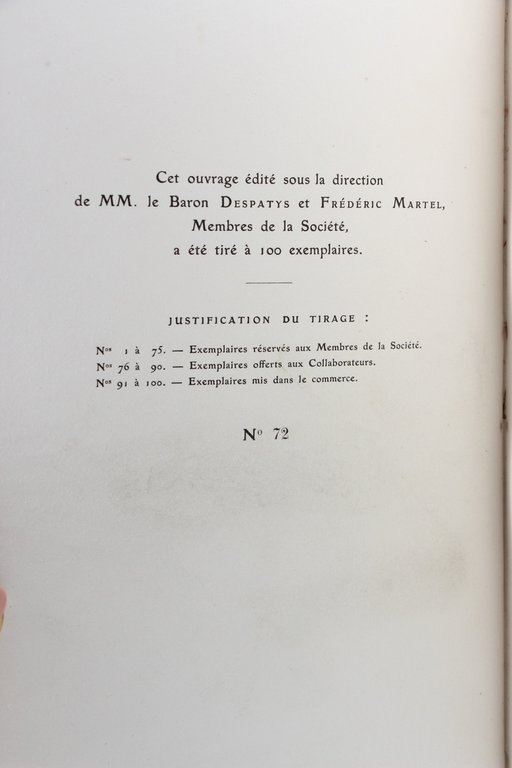 Cet ouvrage édité sous la direction
de MM. le Baron DESPATYS et FRÉDÉRIC MARTEL,
Membres de la Société,
a été tiré à 100 exemplaires.
JUSTIFICATION DU TIRAGE :
Nos 1 à 75. — Exemplaires réservés aux Membres de la Société.
Nos 76 à 90. — Exemplaires offerts aux Collaborateurs.
Nos 91 à 100. — Exemplaires mis dans le commerce.
No 72